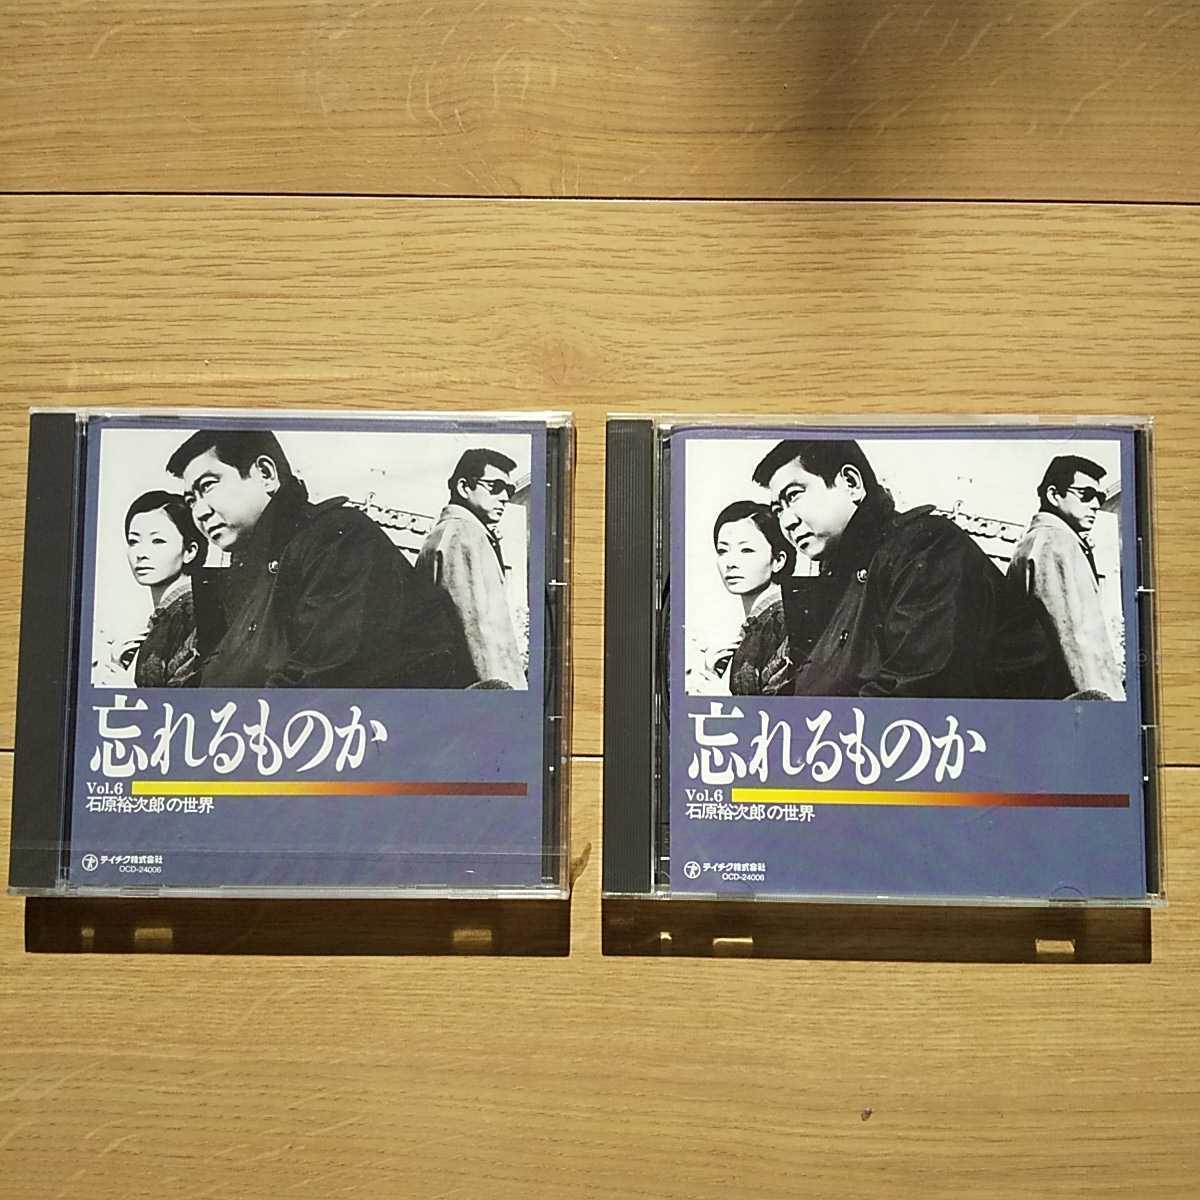 忘れるものか
Vol.6
石原裕次郎の世界
テイチク株式会社
OCD-24006
忘れるものか
Vol.6
石原裕次郎の世界
テイチク株式会社
OCD-24006